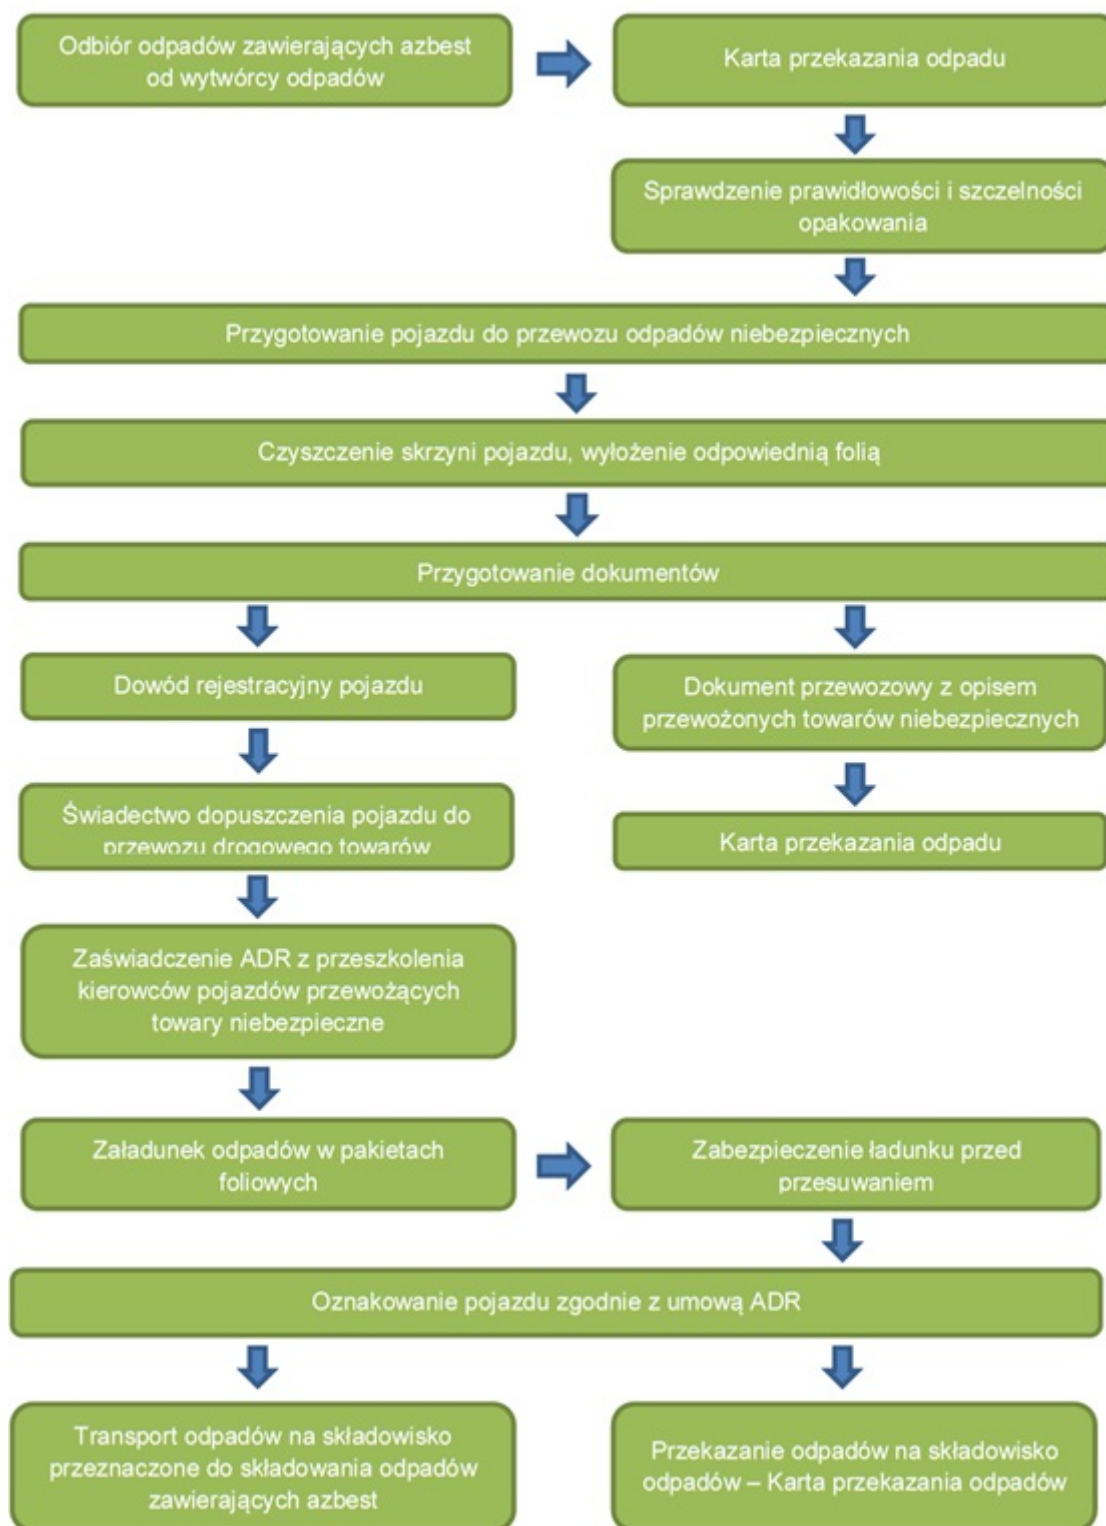 Odbiór odpadów zawierających azbest
od wytwórcy odpadów
Karta przekazania odpadu
Sprawdzenie prawidłowości i szczelności
opakowania
Przygotowanie pojazdu do przewozu odpadów niebezpiecznych
Czyszczenie skrzyni pojazdu, wyłożenie odpowiednią folią
Przygotowanie dokumentów
Dowód rejestracyjny pojazdu
Dokument przewozowy z opisem
przewożonych towarów niebezpiecznych
Świadectwo dopuszczenia pojazdu do
przewozu drogowego towarów
Karta przekazania odpadu
Zaświadczenie ADR z przeszkolenia
kierowców pojazdów przewożących
towary niebezpieczne
Załadunek odpadów w pakietach
foliowych
Zabezpieczenie ładunku przed
przesuwaniem
Oznakowanie pojazdu zgodnie z umową ADR
Transport odpadów na składowisko
przeznaczone do składowania odpadów
zawierających azbest
Przekazanie odpadów na składowisko
odpadów – Karta przekazania odpadów